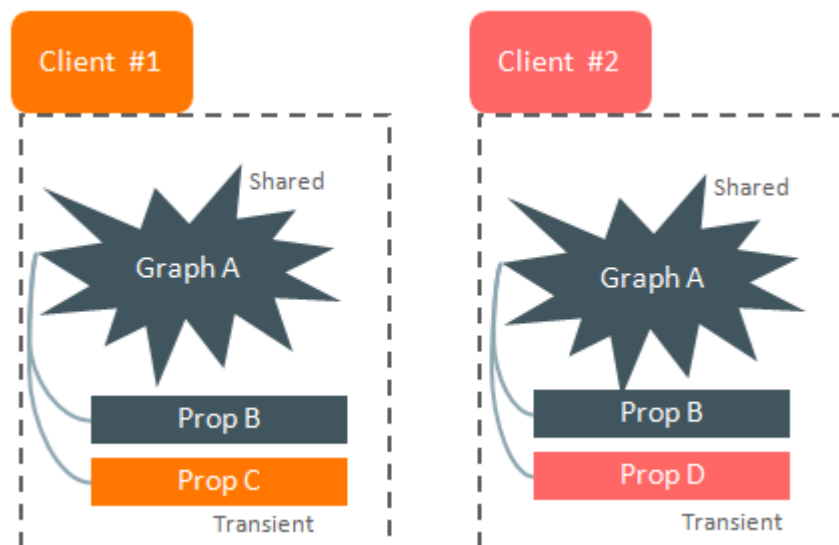 Client #1
Shared
Graph A
Prop B
Prop C
Transient
Client #2
Shared
Graph A
Prop B
Prop D
Transient